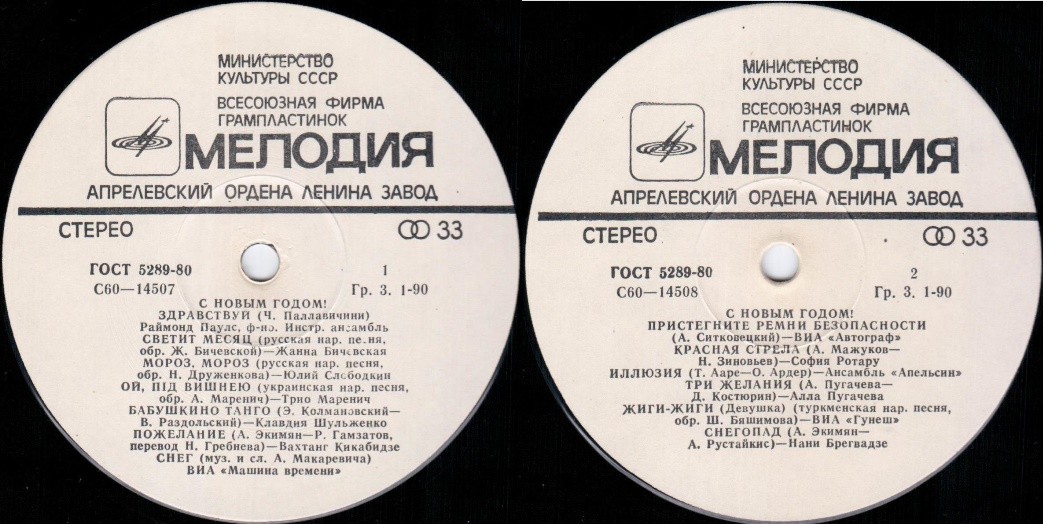 МИНИСТЕРСТВО
КУЛЬТУРЫ СССР
ВСЕСОЮЗНАЯ ФИРМА
ГРАМПЛАСТИНОК
МЕЛОДИЯ
АПРЕЛЕВСКИЙ ОРДЕНА ЛЕНИНА ЗАВОД
СТЕРЕО 33
ГОСТ 5289-80 1
С60—14507 Гр. 3. 1-90
С НОВЫМ ГОДОМ!
ЗДРАВСТВУЙ (Ч. Паллавичини)
Раймонд Паулс, ф-но. Инстр. ансамбль
СВЕТИТ МЕСЯЦ (русская нар. песня,
обр. Ж. Бичевской)—Жанна Бичевская
МОРОЗ, МОРОЗ (русская нар. песня,
обр. Н. Друженкова)—Юлий Слободкин
ОЙ, ПІД ВИШНЕЮ (украинская нар. песня,
обр. А. Маренич)—Трио Маренич
БАБУШКИНО ТАНГО (Э. Колмановский—
В. Раздольский)—Клавдия Шульженко
ПОЖЕЛАНИЕ (А. Экимян—Р. Гамзатов,
перевод Н. Гребнева)—Вахтанг Кикабидзе
СНЕГ (муз. и сл. А. Макаревича)
ВИА «Машина времени»
МИНИСТЕРСТВО
КУЛЬТУРЫ СССР
ВСЕСОЮЗНАЯ ФИРМА
ГРАМПЛАСТИНОК
МЕЛОДИЯ
АПРЕЛЕВСКИЙ ОРДЕНА ЛЕНИНА ЗАВОД
СТЕРЕО 33
ГОСТ 5289-80 2
С60—14508 Гр. 3. 1-90
С НОВЫМ ГОДОМ!
ПРИСТЕГНИТЕ РЕМНИ БЕЗОПАСНОСТИ
(А. Ситковецкий)—ВИА «Автограф»
КРАСНАЯ СТРЕЛА (А. Мажуков—
Н. Зиновьев)—София Ротару
ИЛЛЮЗИЯ (Т. Ааре—О. Ардер)—Ансамбль «Апельсин»
ТРИ ЖЕЛАНИЯ (А. Пугачева—
Д. Костюрин)—Алла Пугачева
ЖИГИ-ЖИГИ (Девушка) (туркменская нар. песня,
обр. Ш. Бяшимова)—ВИА «Гунеш»
СНЕГОПАД (А. Экимян—
А. Рустайкис)—Нани Брегвадзе